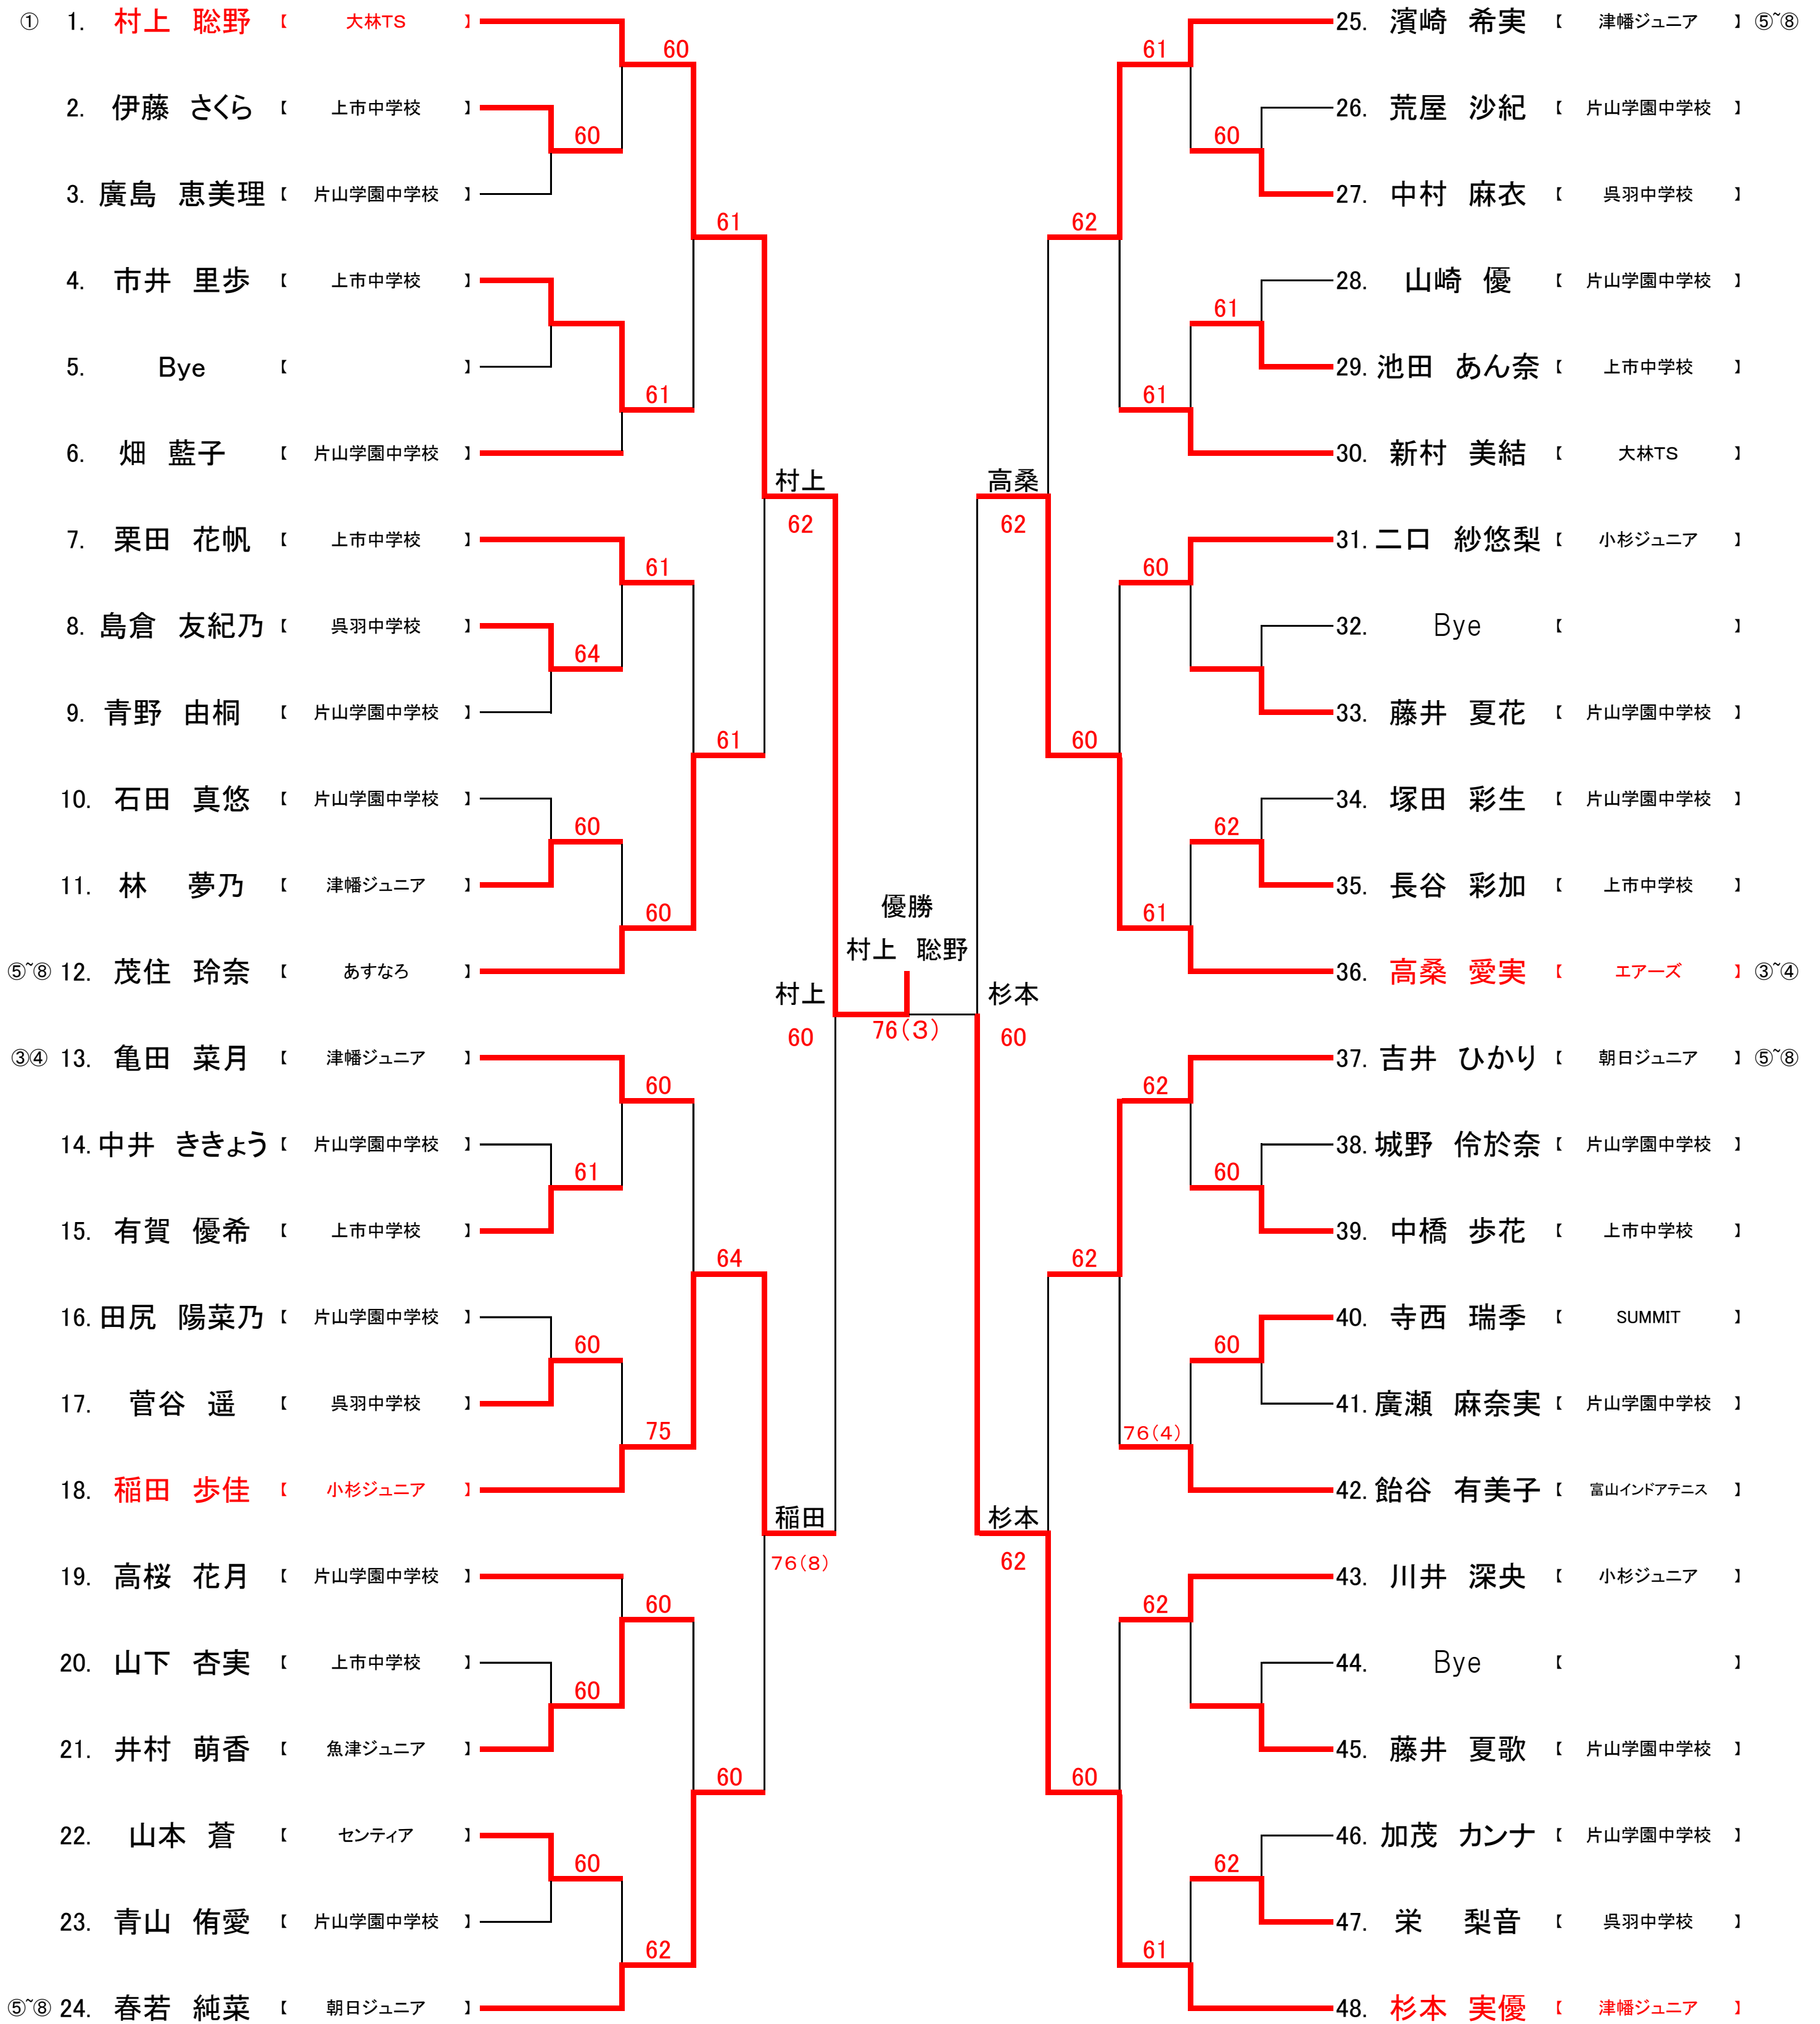 ① 1. 村上 聡野 【 大林TS 】
60
2. 伊藤 さくら 【 上市中学校 】
60
3. 廣島 恵美理 【 片山学園中学校 】
61
4. 市井 里歩 【 上市中学校 】
5. Bye 【 】
61
6. 畑 藍子 【 片山学園中学校 】
村上
62
7. 栗田 花帆 【 上市中学校 】
61
8. 島倉 友紀乃 【 呉羽中学校 】
64
9. 青野 由桐 【 片山学園中学校 】
61
10. 石田 真悠 【 片山学園中学校 】
60
11. 林 夢乃 【 津幡ジュニア 】
60
⑤~⑧ 12. 茂住 玲奈 【 あすなろ 】
村上
60
③④ 13. 亀田 菜月 【 津幡ジュニア 】
60
14. 中井 ききょう 【 片山学園中学校 】
61
15. 有賀 優希 【 上市中学校 】
64
16. 田尻 陽菜乃 【 片山学園中学校 】
60
17. 菅谷 遥 【 呉羽中学校 】
75
18. 稲田 歩佳 【 小杉ジュニア 】
稲田
76(8)
19. 高桜 花月 【 片山学園中学校 】
60
20. 山下 杏実 【 上市中学校 】
60
21. 井村 萌香 【 魚津ジュニア 】
60
22. 山本 蒼 【 センティア 】
60
23. 青山 侑愛 【 片山学園中学校 】
62
⑤~⑧ 24. 春若 純菜 【 朝日ジュニア 】
優勝
村上 聡野
76(3)
25. 濱崎 希実 【 津幡ジュニア 】 ⑤~⑧
61
26. 荒屋 沙紀 【 片山学園中学校 】
60
27. 中村 麻衣 【 呉羽中学校 】
62
28. 山崎 優 【 片山学園中学校 】
61
29. 池田 あん奈 【 上市中学校 】
61
30. 新村 美結 【 大林TS 】
高桑
62
31. 二口 紗悠梨 【 小杉ジュニア 】
60
32. Bye 【 】
33. 藤井 夏花 【 片山学園中学校 】
60
34. 塚田 彩生 【 片山学園中学校 】
62
35. 長谷 彩加 【 上市中学校 】
61
36. 高桑 愛実 【 エアーズ 】 ③~④
杉本
60
37. 吉井 ひかり 【 朝日ジュニア 】 ⑤~⑧
62
38. 城野 伶於奈 【 片山学園中学校 】
60
39. 中橋 歩花 【 上市中学校 】
62
40. 寺西 瑞季 【 SUMMIT 】
60
41. 廣瀬 麻奈実 【 片山学園中学校 】
76(4)
42. 飴谷 有美子 【 富山インドアテニス 】
杉本
62
43. 川井 深央 【 小杉ジュニア 】
62
44. Bye 【 】
45. 藤井 夏歌 【 片山学園中学校 】
60
46. 加茂 カンナ 【 片山学園中学校 】
62
47. 栄 梨音 【 呉羽中学校 】
61
48. 杉本 実優 【 津幡ジュニア 】